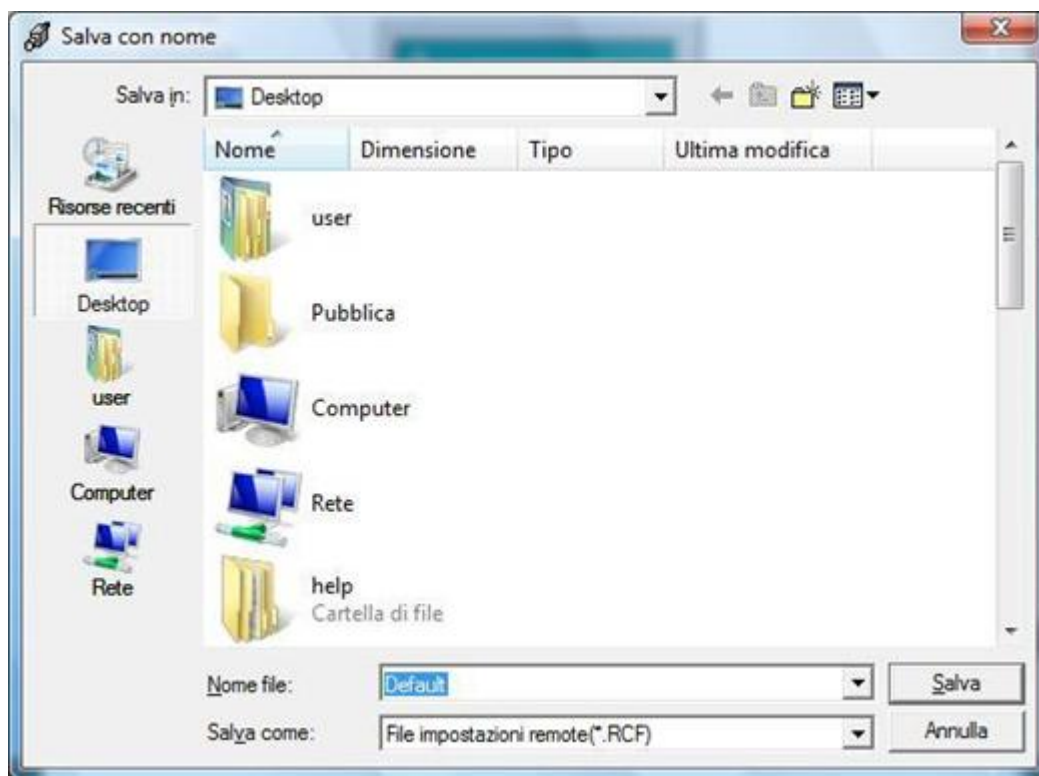 Salva con nome
Salva in: Desktop
Nome Dimensione Tipo Ultima modifica
Risorse recenti
Desktop
user
Computer
Rete
user
Pubblica
Computer
Rete
help
Cartella di file
Nome file: Default Salva
Salva come: File impostazioni remote(*.RCF) Annulla